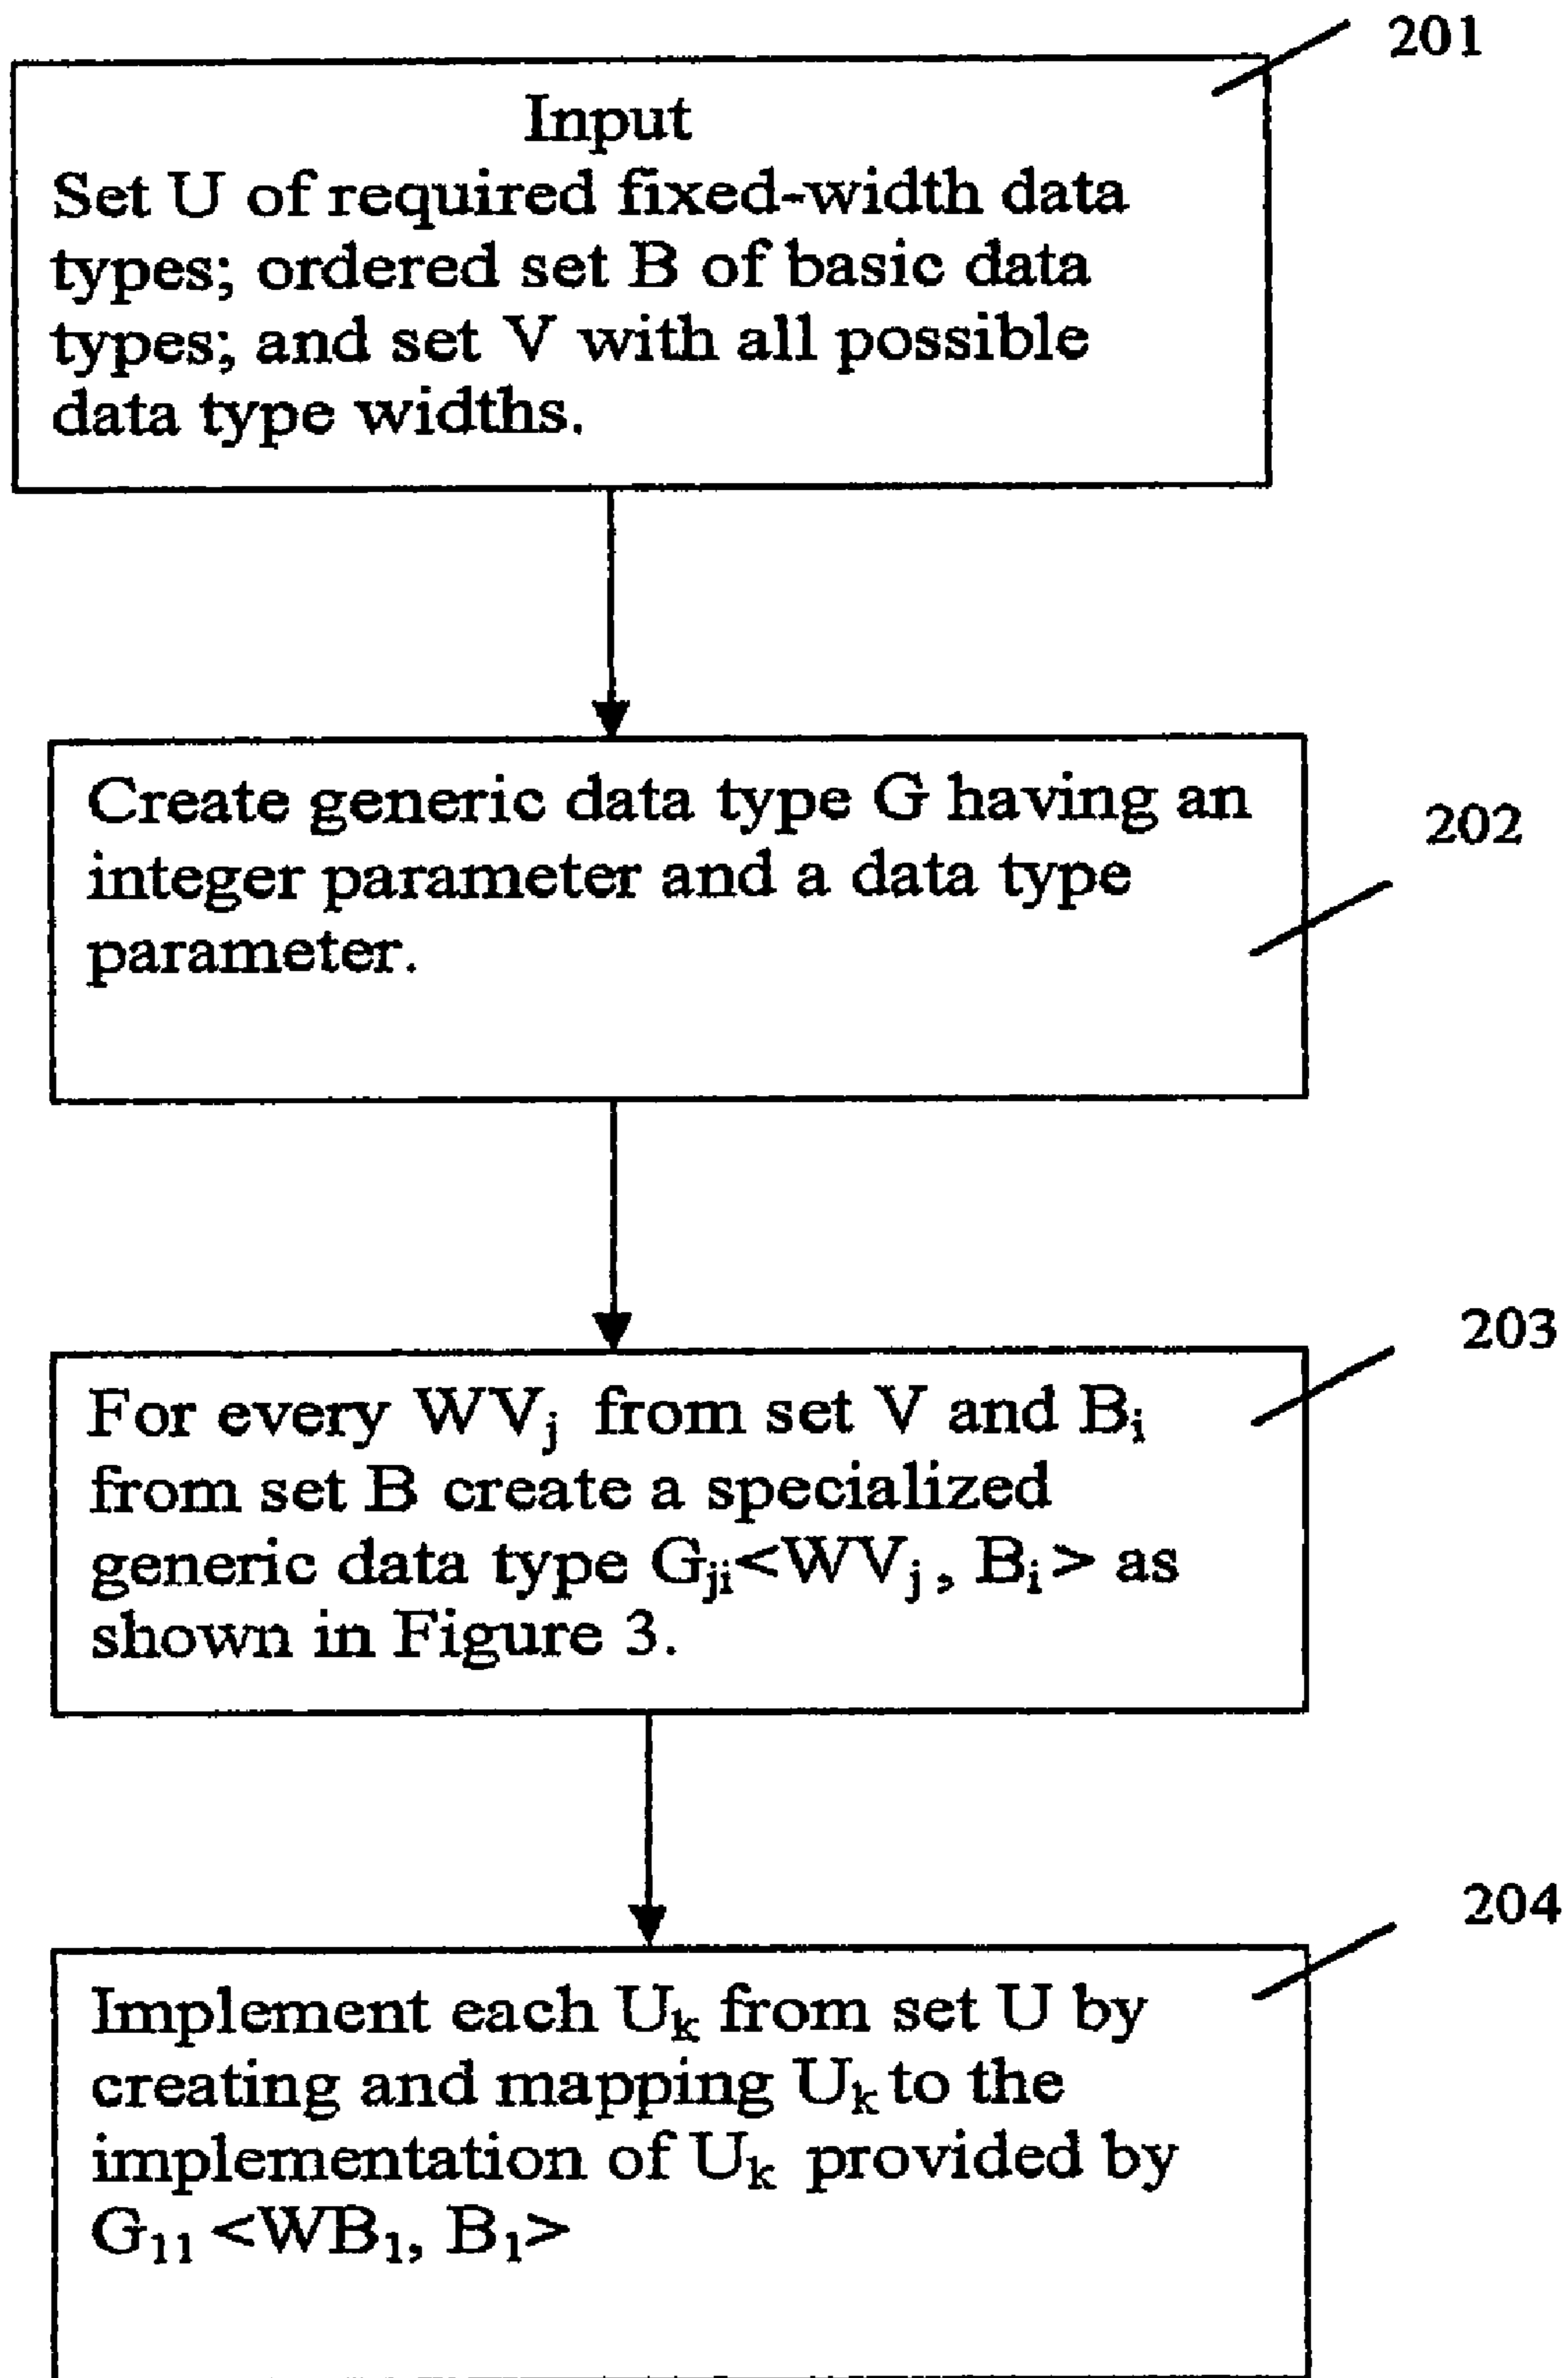 201
Input
Set U of required fixed-width data
types; ordered set B of basic data
types; and set V with all possible
data type widths.
Create generic data type G having an
integer parameter and a data type
parameter.
202
203
For every WVⱼ from set V and Bᵢ
from set B create a specialized
generic data type Gⱼᵢ<WVⱼ, Bᵢ> as
shown in Figure 3.
204
Implement each Uₖ from set U by
creating and mapping Uₖ to the
implementation of Uₖ provided by
G₁₁ <WB₁, B₁>